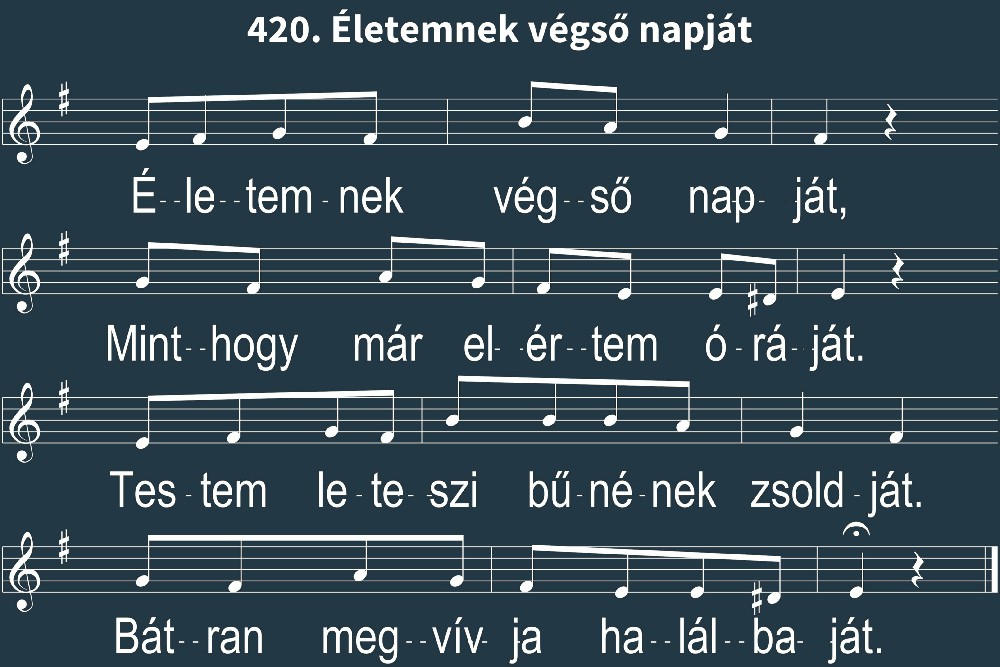 420. Életemnek végső napját
É--le--tem-nek vég--ső nap- ját,
Mint--hogy már el- ér--tem ó-rá-ját.
Tes-tem le-te-szi bű-né-nek zsold-ját.
Bát--ran meg--vív-ja ha--lál-ba-ját.